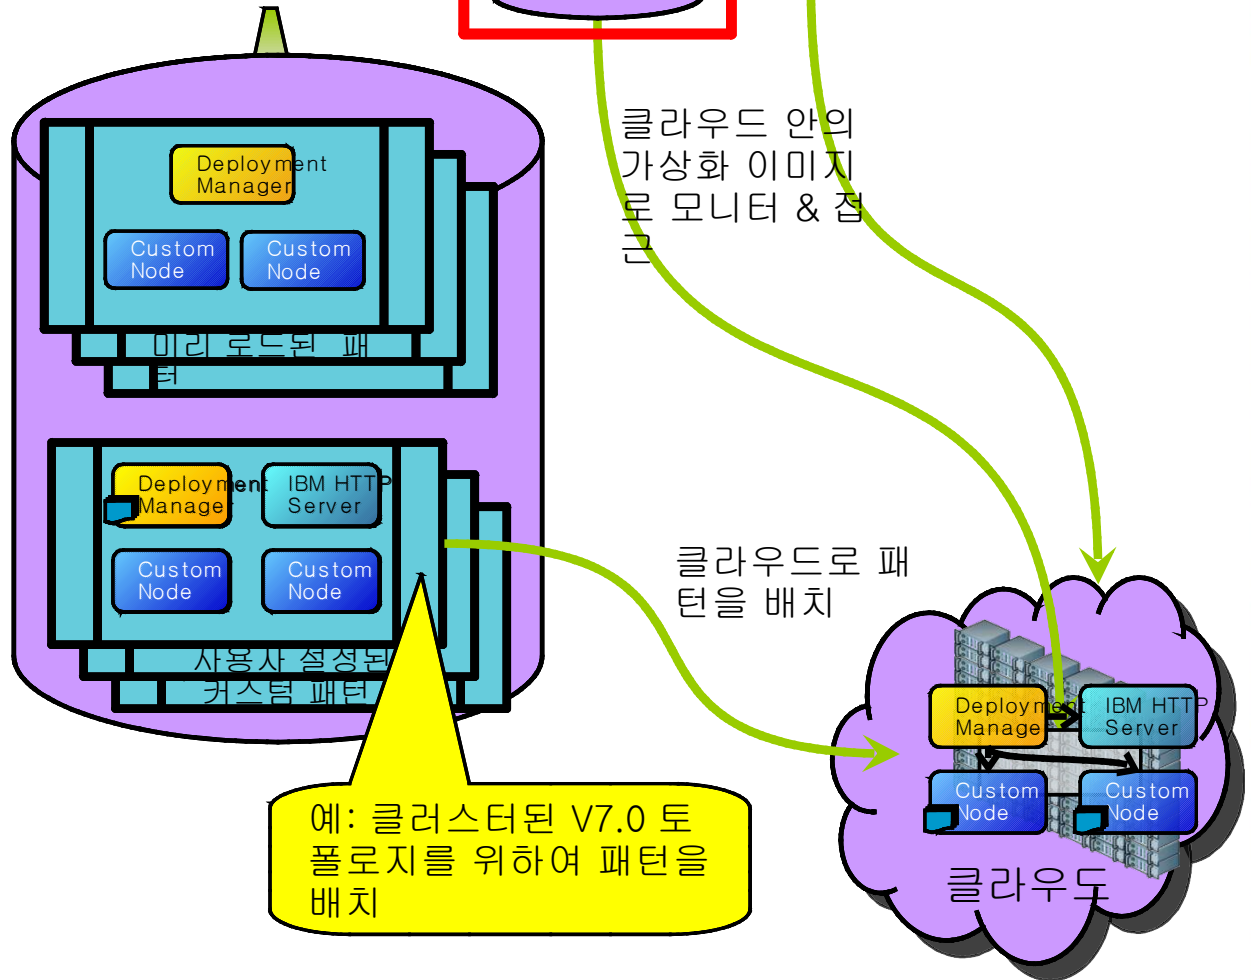 클라우드 안의
가상화 이미지
로 모니터 & 접
근
Deployment
Manager
Custom
Node
Custom
Node
미리 로드된 패
터
Deployment
Manage
IBM HTTP
Server
Custom
Node
Custom
Node
사용자 설정된
커스텀 패턴
클라우드로 패
턴을 배치
예: 클러스터된 V7.0 토
폴로지를 위하여 패턴을
배치
Deployment
Manage
IBM HTTP
Server
Custom
Node
Custom
Node
클라우드